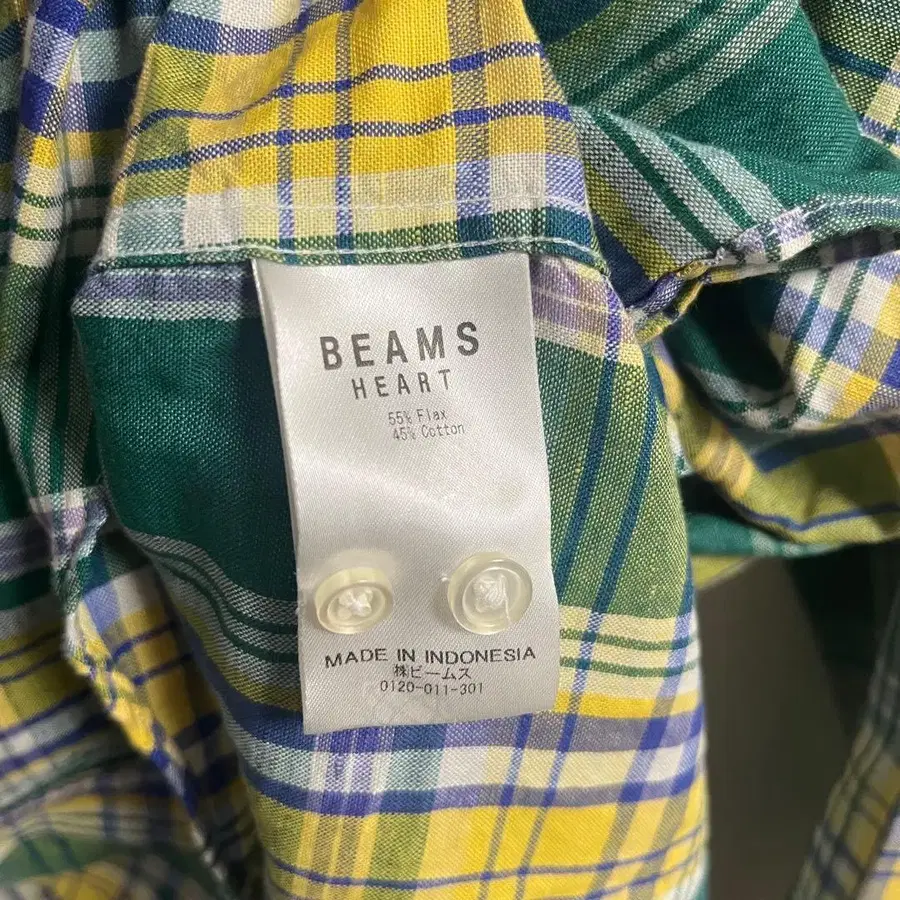 BEAMS
HEART
55% Flax
45% Cotton
MADE IN INDONESIA
㈱ビームス
0120-011-301